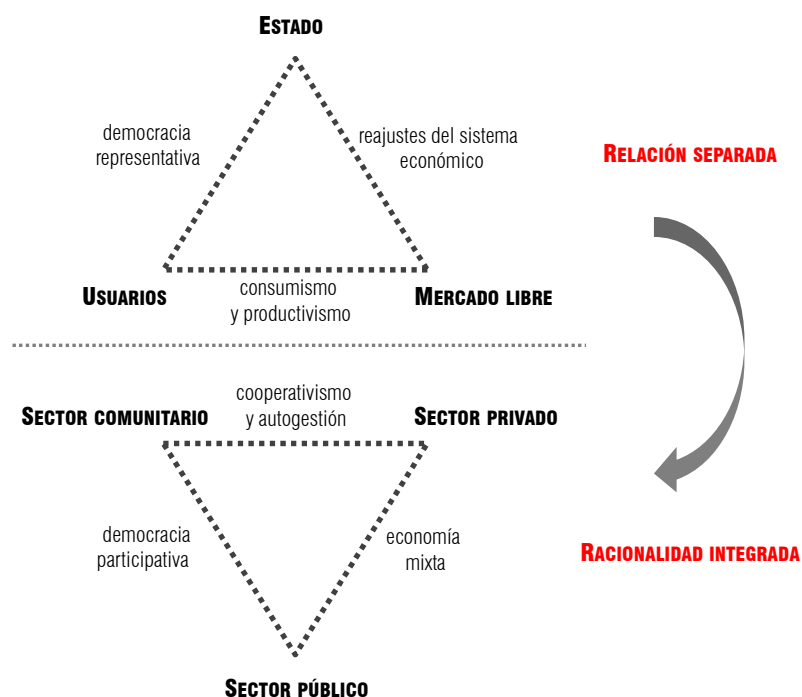 ESTADO
democracia
representativa
reajustes del sistema
económico
RELACIÓN SEPARADA
USUARIOS
consumismo
y productivismo
MERCADO LIBRE
cooperativismo
y autogestión
SECTOR COMUNITARIO
SECTOR PRIVADO
democracia
participativa
economía
mixta
RACIONALIDAD INTEGRADA
SECTOR PÚBLICO